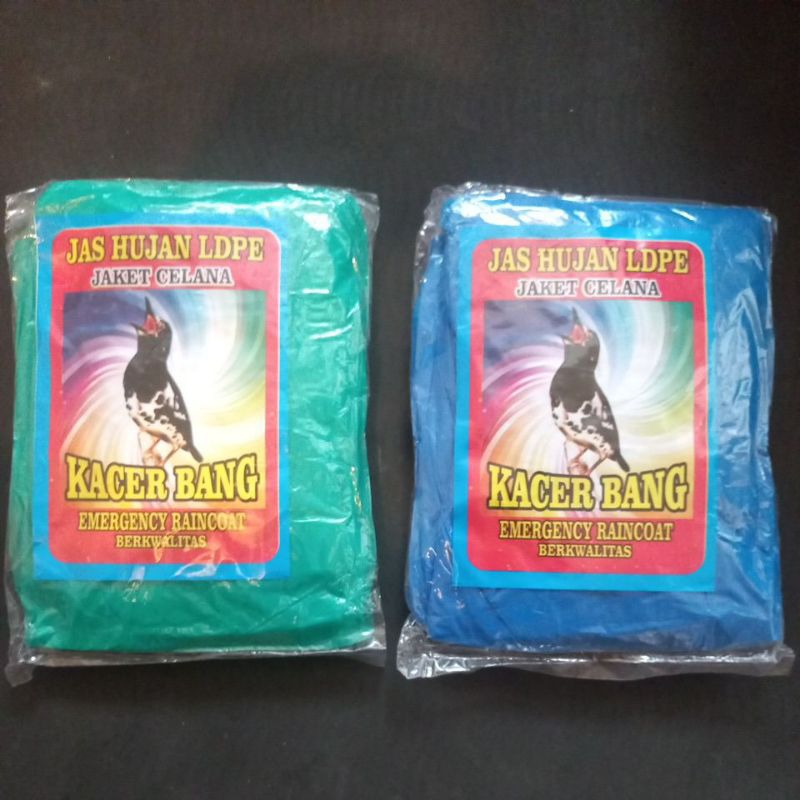 JAS HUJAN LDPE
JAKET CELANA
KACER BANG
EMERGENCY RAINCOAT
BERKWALITAS
JAS HUJAN LDPE
JAKET CELANA
KACER BANG
EMERGENCY RAINCOAT
BERKWALITAS